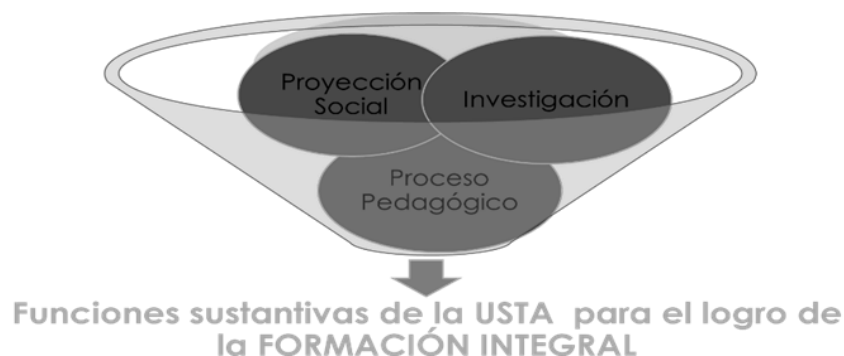 Proyección
Social
Investigación
Proceso
Pedagógico
Funciones sustantivas de la USTA para el logro de
la FORMACIÓN INTEGRAL